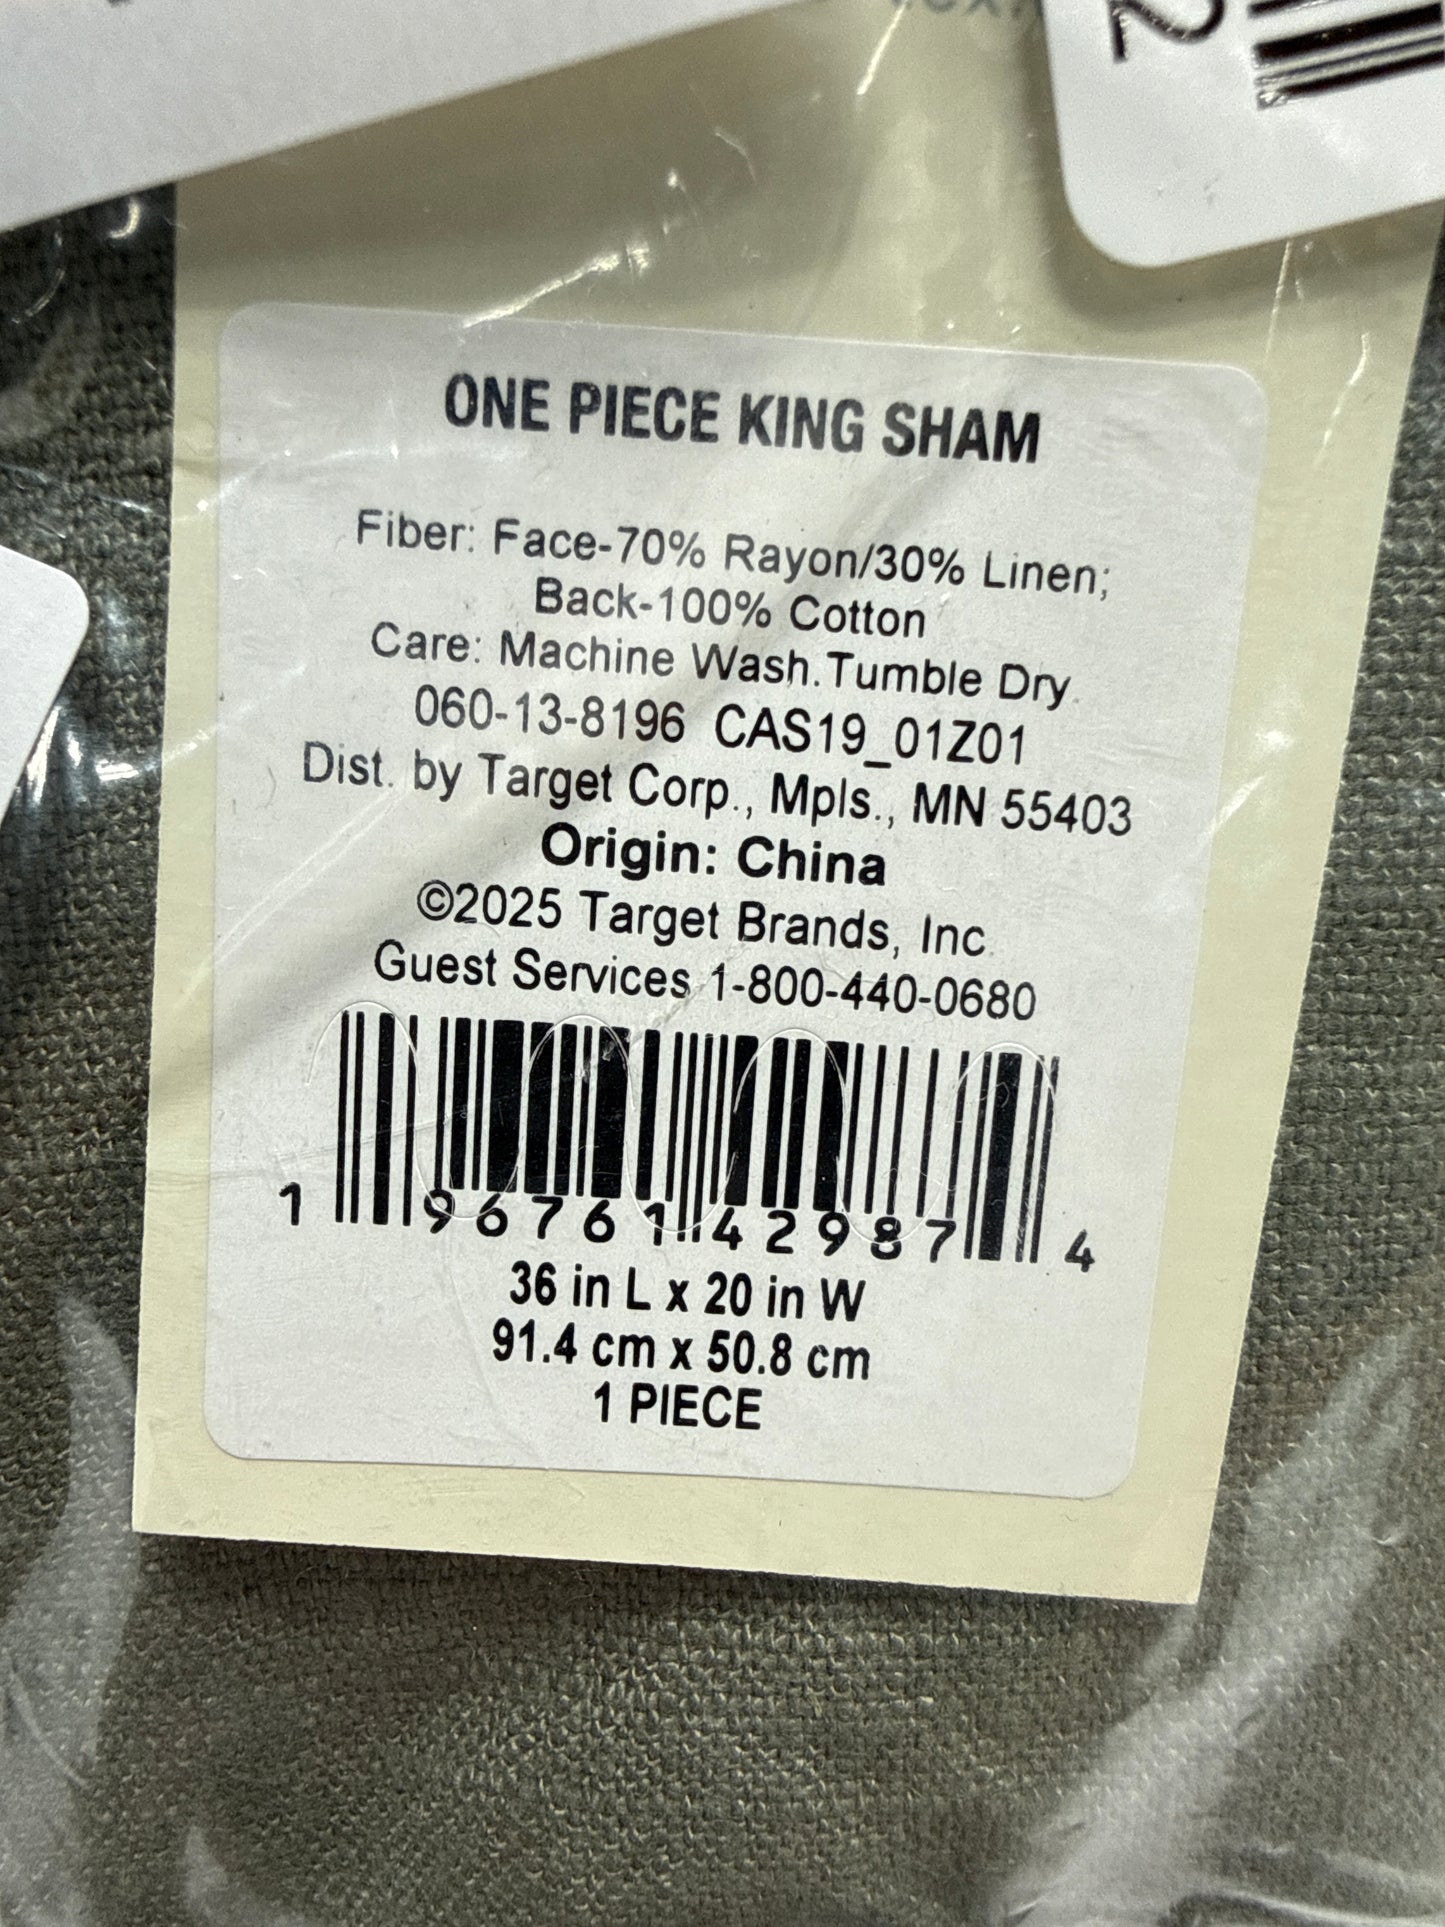 2
ONE PIECE KING SHAM
Fiber: Face-70% Rayon/30% Linen;
Back-100% Cotton
Care: Machine Wash.Tumble Dry.
060-13-8196 CAS19_01Z01
Dist. by Target Corp., Mpls., MN 55403
Origin: China
©2025 Target Brands, Inc.
Guest Services 1-800-440-0680
1 96761 42987 4
36 in L x 20 in W
91.4 cm x 50.8 cm
1 PIECE